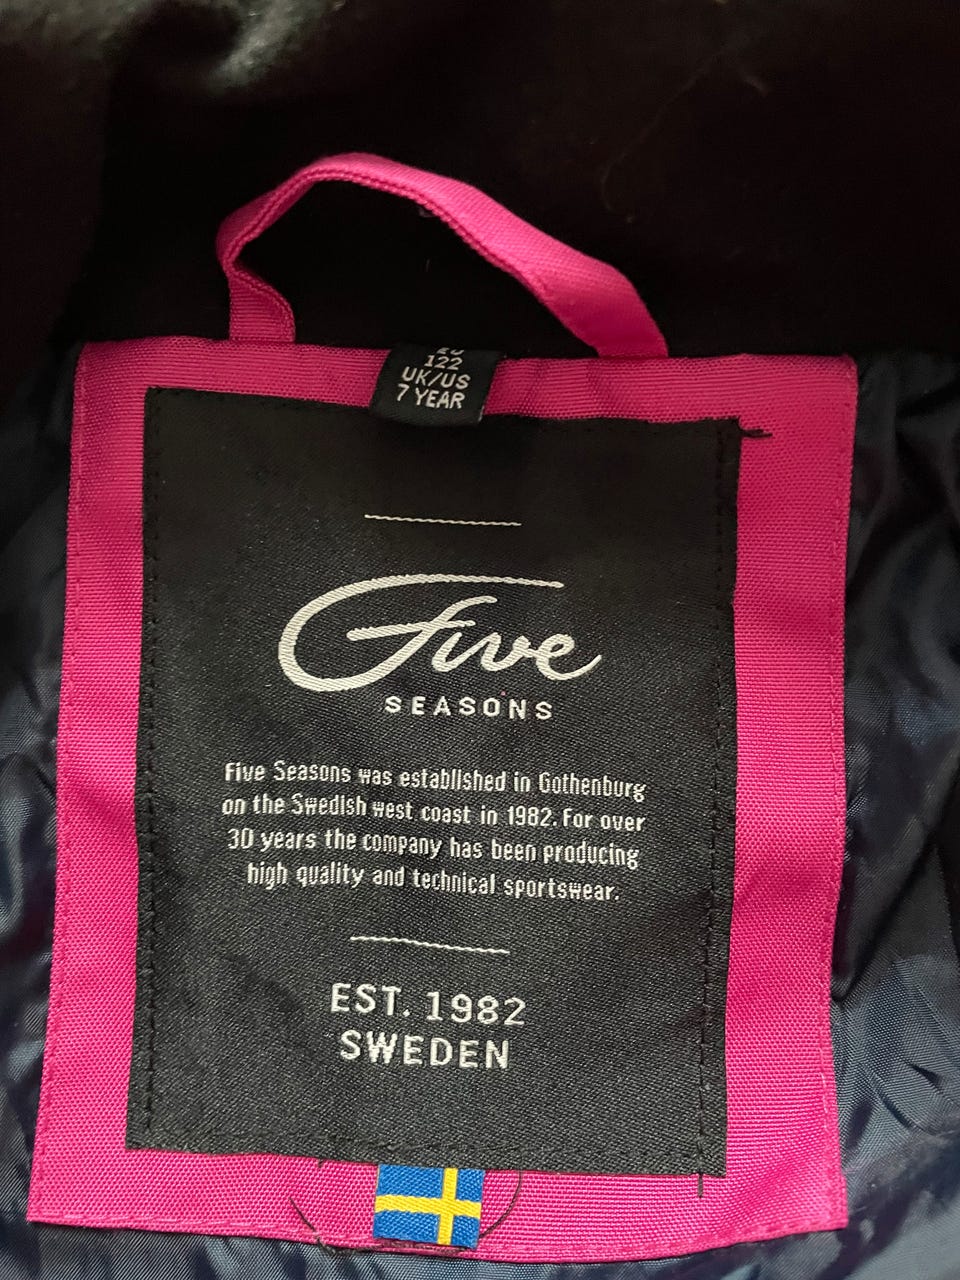 EU
122
UK/US
7 YEAR
Five
SEASONS
Five Seasons was established in Gothenburg
on the Swedish west coast in 1982. For over
30 years the company has been producing
high quality and technical sportswear.
EST. 1982
SWEDEN